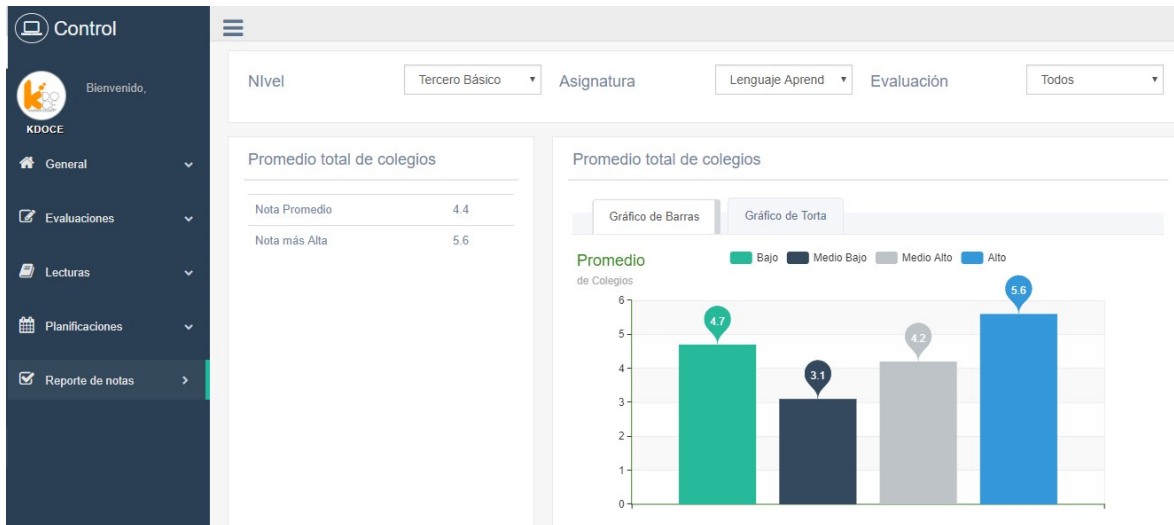 Control
Bienvenido,
KDOCE
General
Evaluaciones
Lecturas
Planificaciones
Reporte de notas
NIvel
Tercero Básico
Asignatura
Lenguaje Aprend
Evaluación
Todos
Promedio total de colegios
Nota Promedio 4.4
Nota más Alta 5.6
Promedio total de colegios
Gráfico de Barras
Gráfico de Torta
Promedio
de Colegios
Bajo Medio Bajo Medio Alto Alto
6
5
4
3
2
1
0
4.7
3.1
4.2
5.6